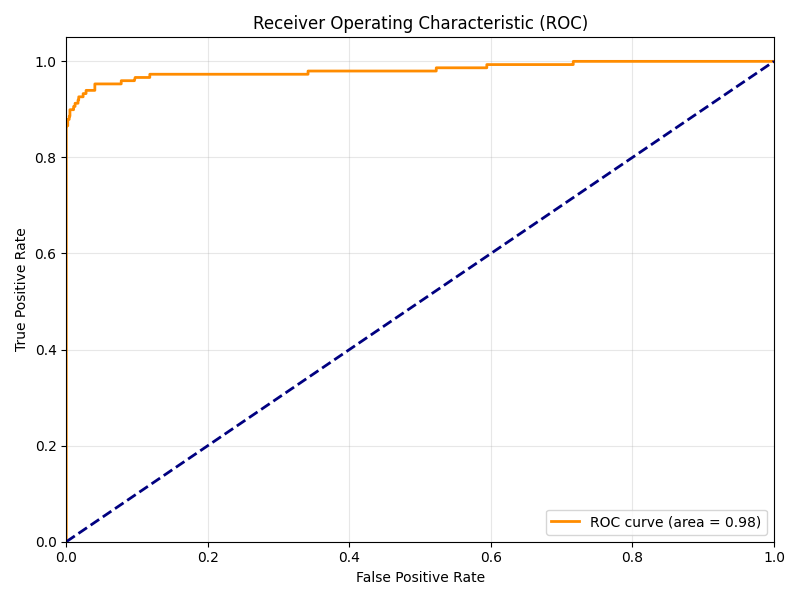 Receiver Operating Characteristic (ROC)
True Positive Rate
1.0
0.8
0.6
0.4
0.2
0.0
ROC curve (area = 0.98)
0.0 0.2 0.4 0.6 0.8 1.0
False Positive Rate